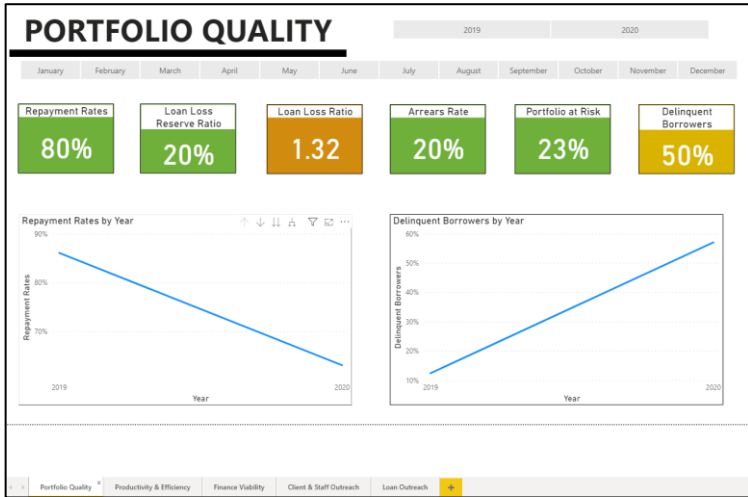 PORTFOLIO QUALITY
2019 2020
January February March April May June July August September October November December
Repayment Rates
80%
Loan Loss
Reserve Ratio
20%
Loan Loss Ratio
1.32
Arrears Rate
20%
Portfolio at Risk
23%
Delinquent
Borrowers
50%
Repayment Rates by Year
90%
80%
70%
Repayment Rates
2019 2020
Year
Delinquent Borrowers by Year
60%
50%
40%
30%
20%
10%
Delinquent Borrowers
2019 2020
Year
Portfolio Quality Productivity & Efficiency Finance Viability Client & Staff Outreach Loan Outreach